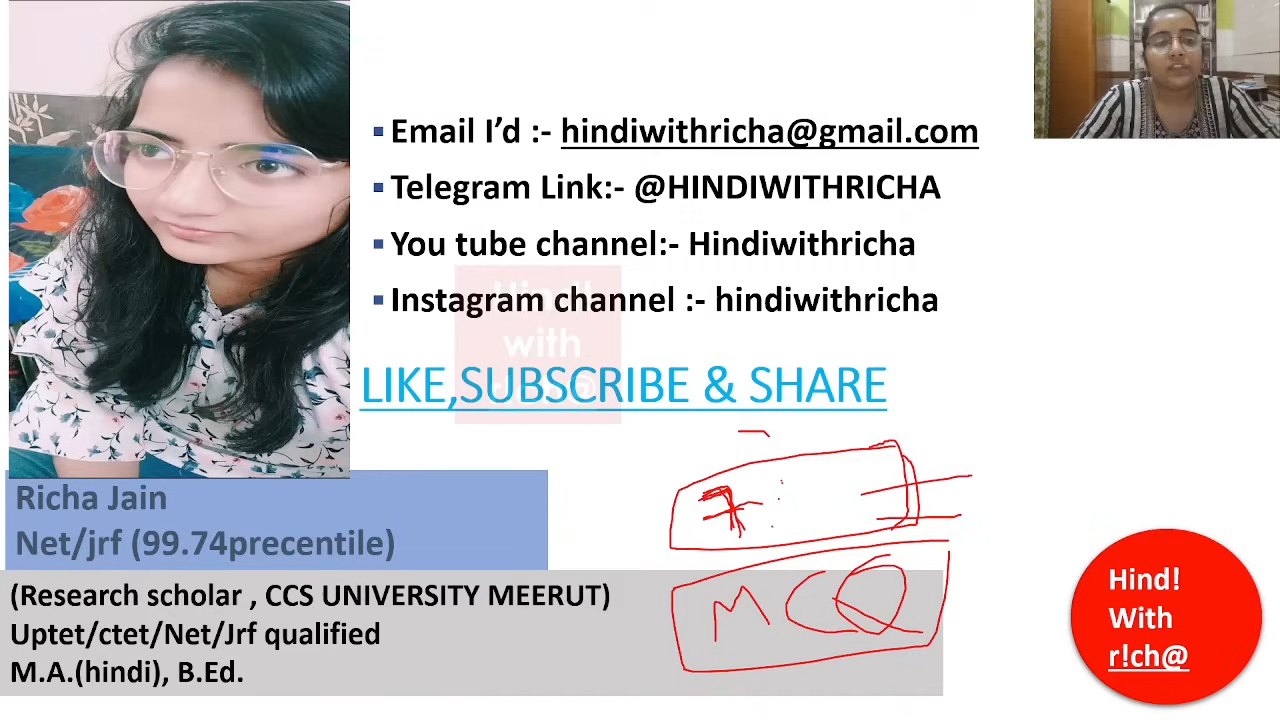 Email I’d :- hindiwithricha@gmail.com
Telegram Link:- @HINDIWITHRICHA
You tube channel:- Hindiwithricha
Instagram channel :- hindiwithricha
with
LIKE,SUBSCRIBE & SHARE
Richa Jain
Net/jrf (99.74precentile)
(Research scholar , CCS UNIVERSITY MEERUT)
Uptet/ctet/Net/Jrf qualified
M.A.(hindi), B.Ed.
7
MCQ
Hind!
With
r!ch@